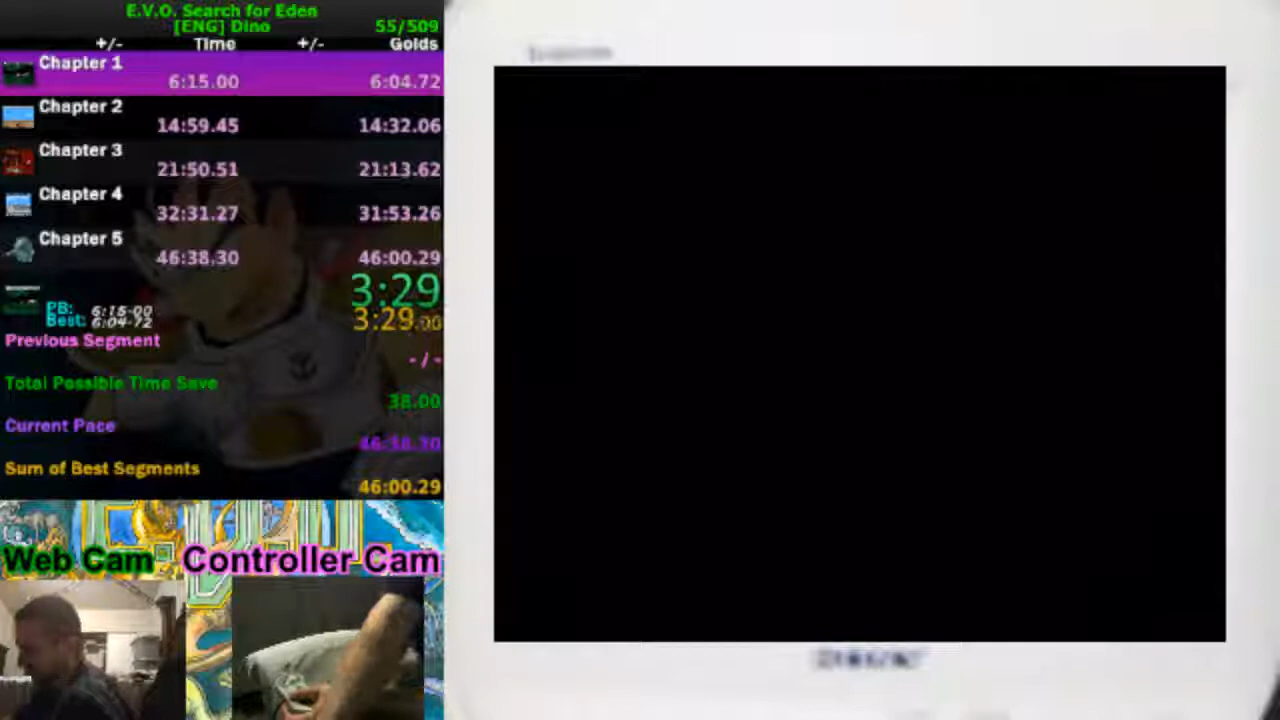 E.V.O. Search for Eden
[ENG] Dino 55/509
+/- Time +/- Golds
Chapter 1
6:15.00 6:04.72
Chapter 2
14:59.45 14:32.06
Chapter 3
21:50.51 21:13.62
Chapter 4
32:31.27 31:53.26
Chapter 5
46:38.30 46:00.29
3:29
PB: 6:15.00
Best: 6:04.72
3:29.00
Previous Segment
- / -
Total Possible Time Save
38.00
Current Pace
46:38.30
Sum of Best Segments
46:00.29
Web Cam Controller Cam